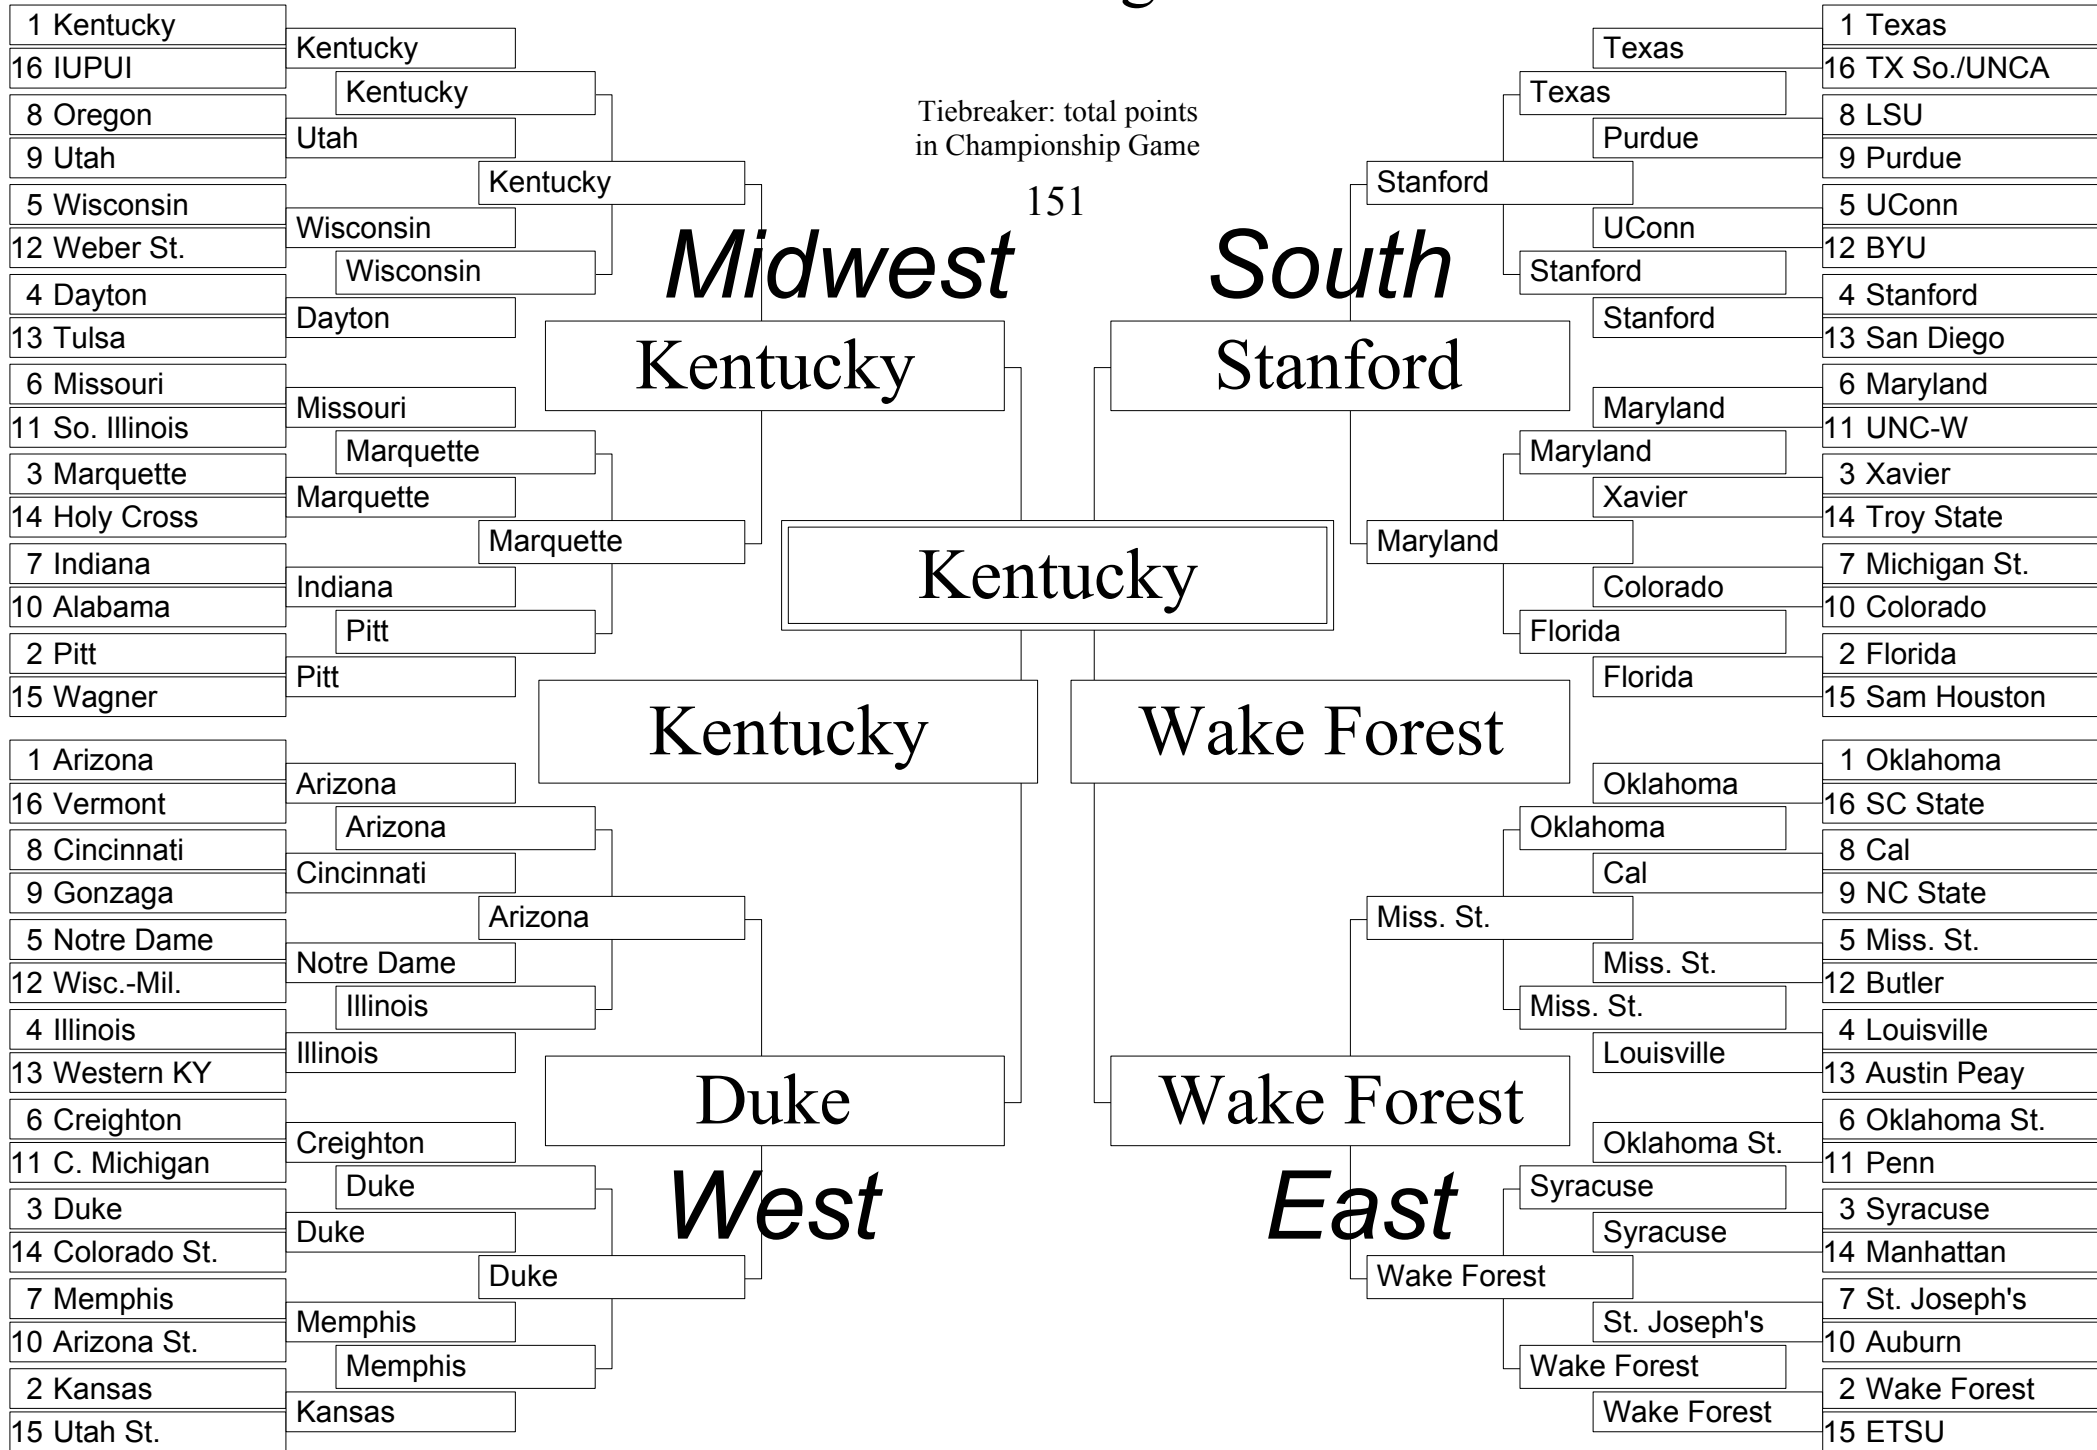 1 Kentucky
16 IUPUI
8 Oregon
9 Utah
5 Wisconsin
12 Weber St.
4 Dayton
13 Tulsa
6 Missouri
11 So. Illinois
3 Marquette
14 Holy Cross
7 Indiana
10 Alabama
2 Pitt
15 Wagner
Kentucky
Utah
Wisconsin
Dayton
Missouri
Marquette
Indiana
Pitt
Kentucky
Wisconsin
Marquette
Pitt
Kentucky
Marquette
Midwest
Kentucky
1 Arizona
16 Vermont
8 Cincinnati
9 Gonzaga
5 Notre Dame
12 Wisc.-Mil.
4 Illinois
13 Western KY
6 Creighton
11 C. Michigan
3 Duke
14 Colorado St.
7 Memphis
10 Arizona St.
2 Kansas
15 Utah St.
Arizona
Cincinnati
Notre Dame
Illinois
Creighton
Duke
Memphis
Kansas
Arizona
Illinois
Duke
Memphis
Arizona
Duke
Duke
West
Tiebreaker: total points
in Championship Game
151
Kentucky
Kentucky
Wake Forest
South
Stanford
Stanford
Maryland
Texas
Stanford
Maryland
Florida
Texas
Purdue
UConn
Stanford
Maryland
Xavier
Colorado
Florida
1 Texas
16 TX So./UNCA
8 LSU
9 Purdue
5 UConn
12 BYU
4 Stanford
13 San Diego
6 Maryland
11 UNC-W
3 Xavier
14 Troy State
7 Michigan St.
10 Colorado
2 Florida
15 Sam Houston
Wake Forest
East
Miss. St.
Wake Forest
Oklahoma
Miss. St.
Syracuse
Wake Forest
Oklahoma
Cal
Miss. St.
Louisville
Oklahoma St.
Syracuse
St. Joseph's
Wake Forest
1 Oklahoma
16 SC State
8 Cal
9 NC State
5 Miss. St.
12 Butler
4 Louisville
13 Austin Peay
6 Oklahoma St.
11 Penn
3 Syracuse
14 Manhattan
7 St. Joseph's
10 Auburn
2 Wake Forest
15 ETSU